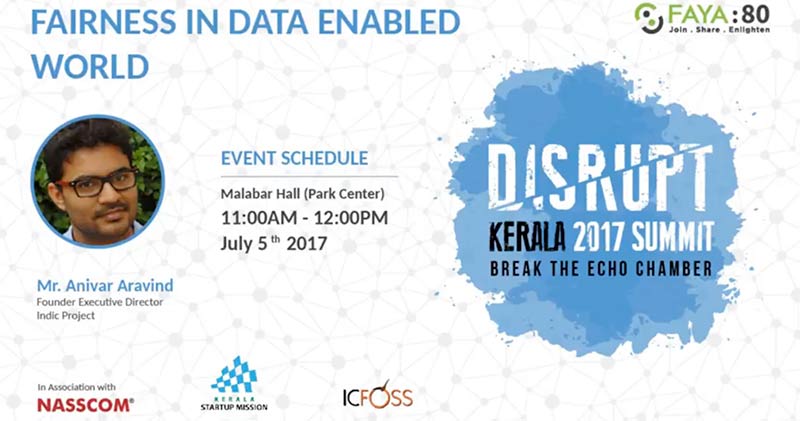 FAIRNESS IN DATA ENABLED
WORLD
FAYA:80
Join . Share . Enlighten
EVENT SCHEDULE
Malabar Hall (Park Center)
11:00AM - 12:00PM
July 5th 2017
Mr. Anivar Aravind
Founder Executive Director
Indic Project
DISRUPT
KERALA 2017 SUMMIT
BREAK THE ECHO CHAMBER
In Association with
NASSCOM®
KERALA
STARTUP MISSION
ICFOSS